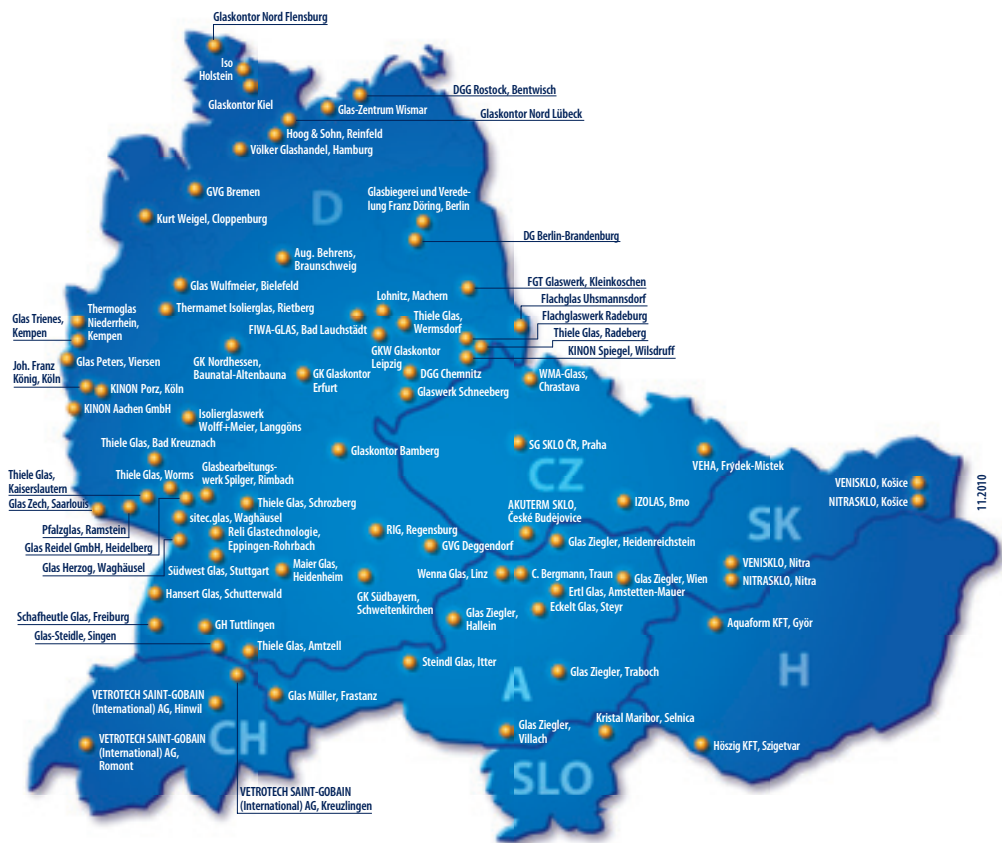 Glaskontor Nord Flensburg
Iso
Holstein
Glaskontor Kiel
DGG Rostock, Bentwisch
Glas-Zentrum Wismar
Glaskontor Nord Lübeck
Hoog & Sohn, Reinfeld
Völker Glashandel, Hamburg
GVG Bremen
Kurt Weigel, Cloppenburg
D
Glasbiegerei und Verede-
lung Franz Döring, Berlin
DG Berlin-Brandenburg
Aug. Behrens,
Braunschweig
Glas Wulfmeier, Bielefeld
Thermamet Isolierglas, Rietberg
Lohnitz, Machern
FIWA-GLAS, Bad Lauchstädt
Thiele Glas,
Wermsdorf
FGT Glaswerk, Kleinkoschen
Flachglas Uhsmannsdorf
Flachglaswerk Radeburg
Thiele Glas, Radeberg
KINON Spiegel, Wilsdruff
Glas Trienes,
Kempen
Thermoglas
Niederrhein,
Kempen
Glas Peters, Viersen
GK Nordhessen,
Baunatal-Altenbauna
GK Glaskontor
Erfurt
GKW Glaskontor
Leipzig
DGG Chemnitz
Glaswerk Schneeberg
WMA-Glass,
Chrastava
Joh. Franz
König, Köln
KINON Porz, Köln
KINON Aachen GmbH
Isolierglaswerk
Wolff+Meier, Langgöns
Glaskontor Bamberg
SG SKLO ČR, Praha
CZ
VEHA, Frýdek-Mistek
IZOLAS, Brno
AKUTERM SKLO,
České Budějovice
VENISKLO, Košice
NITRASKLO, Košice
SK
11.2010
Thiele Glas, Bad Kreuznach
Thiele Glas, Worms
Glasbearbeitungs-
werk Spilger, Rimbach
Thiele Glas,
Kaiserslautern
Glas Zech, Saarlouis
Pfalzglas, Ramstein
Glas Reidel GmbH, Heidelberg
Glas Herzog, Waghäusel
Thiele Glas, Schrozberg
sitec.glas, Waghäusel
Reli Glastechnologie,
Eppingen-Rohrbach
Südwest Glas, Stuttgart
Maier Glas,
Heidenheim
RIG, Regensburg
GVG Deggendorf
GK Südbayern,
Schweitenkirchen
Glas Ziegler, Heidenreichstein
Wenna Glas, Linz
C. Bergmann, Traun
Glas Ziegler, Wien
Ertl Glas, Amstetten-Mauer
Eckelt Glas, Steyr
Glas Ziegler,
Hallein
VENISKLO, Nitra
NITRASKLO, Nitra
Aquaform KFT, Györ
H
Hansert Glas, Schutterwald
Schafheutle Glas, Freiburg
GH Tuttlingen
Glas-Steidle, Singen
Thiele Glas, Amtzell
Steindl Glas, Itter
A
Glas Ziegler, Traboch
Glas Müller, Frastanz
VETROTECH SAINT-GOBAIN
(International) AG, Hinwil
CH
VETROTECH SAINT-GOBAIN
(International) AG,
Romont
VETROTECH SAINT-GOBAIN
(International) AG, Kreuzlingen
Glas Ziegler,
Villach
Kristal Maribor, Selnica
SLO
Höszig KFT, Szigetvar